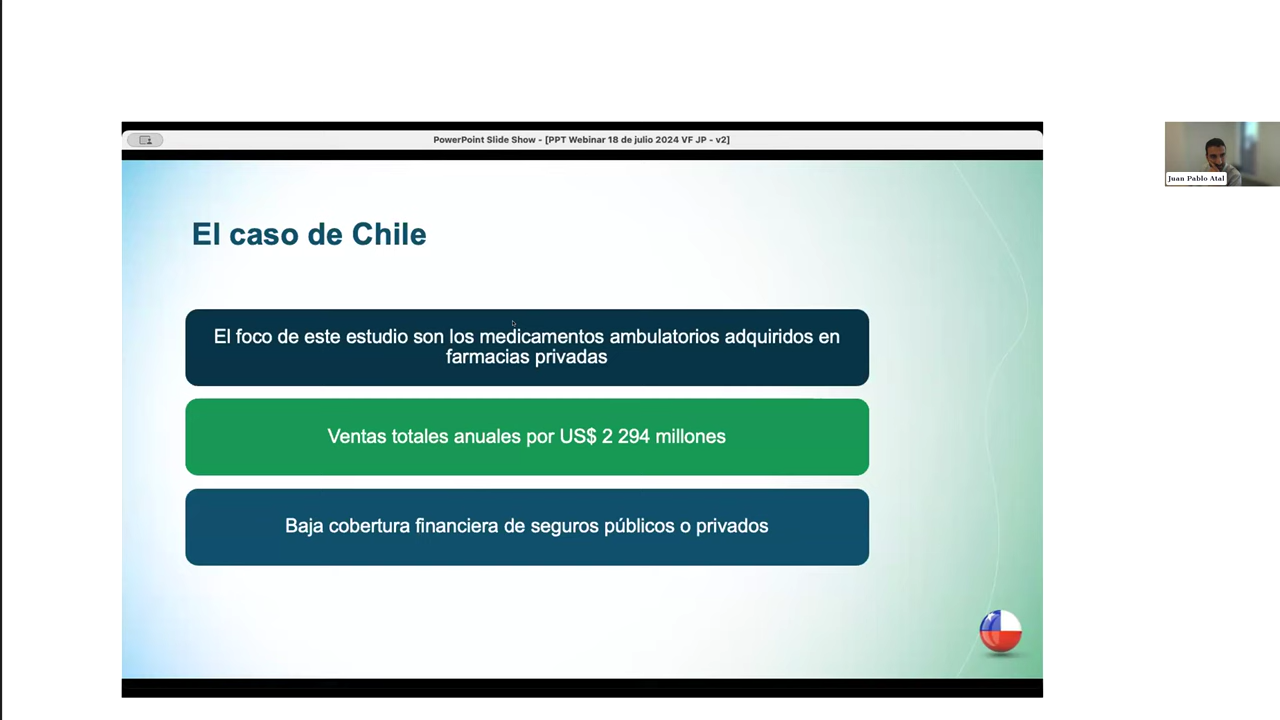 PowerPoint Slide Show - [PPT Webinar 18 de julio 2024 VF JP - v2]
El caso de Chile
El foco de este estudio son los medicamentos ambulatorios adquiridos en
farmacias privadas
Ventas totales anuales por US$ 2 294 millones
Baja cobertura financiera de seguros públicos o privados
Juan Pablo Atal